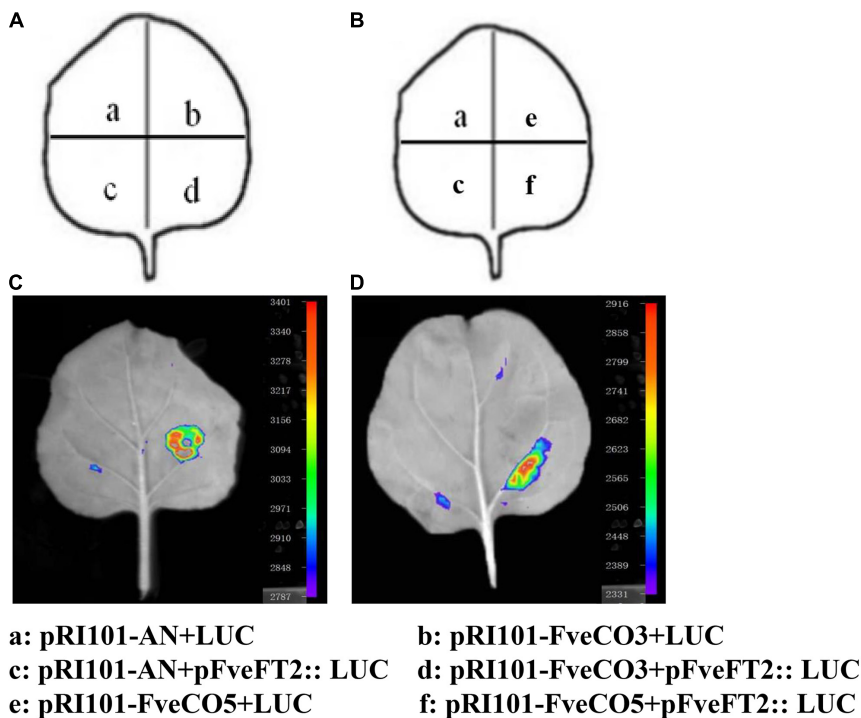 A
B
a
b
c
d
a
e
c
f
C
D
3401
3340
3278
3217
3156
3094
3033
2971
2910
2848
2787
2916
2858
2799
2741
2682
2623
2565
2506
2448
2389
2331
a: pRI101-AN+LUC
b: pRI101-FveCO3+LUC
c: pRI101-AN+pFveFT2:: LUC
d: pRI101-FveCO3+pFveFT2:: LUC
e: pRI101-FveCO5+LUC
f: pRI101-FveCO5+pFveFT2:: LUC